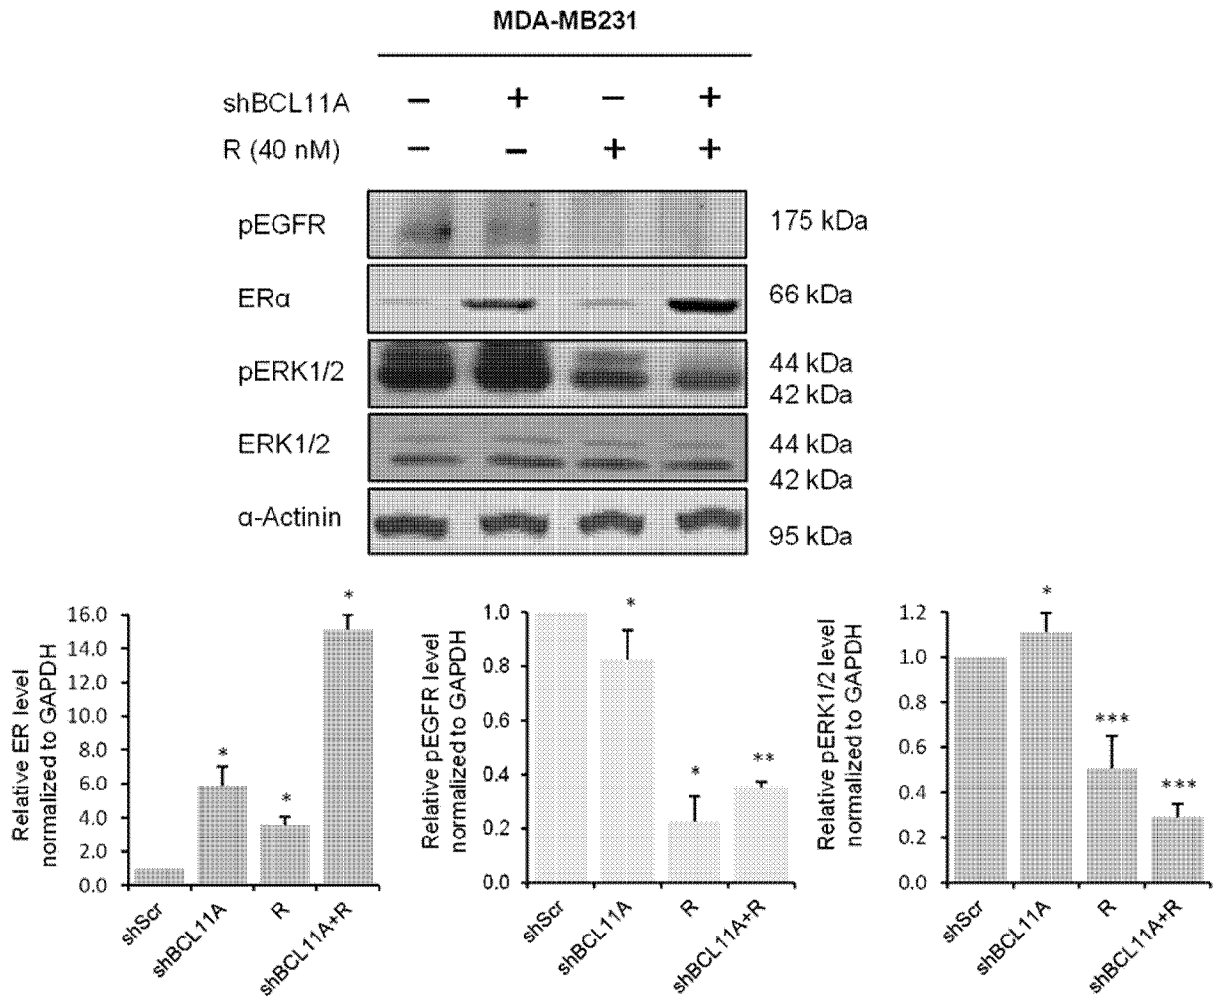 MDA-MB231
shBCL11A − + − +
R (40 nM) − − + +
pEGFR 175 kDa
ERα 66 kDa
pERK1/2 44 kDa
42 kDa
ERK1/2 44 kDa
42 kDa
α-Actinin 95 kDa
Relative ER level
normalized to GAPDH
16.0
14.0
12.0
10.0
8.0
6.0
4.0
2.0
0.0
*
*
*
shScr
shBCL11A
R
shBCL11A+R
Relative pEGFR level
normalized to GAPDH
1.0
0.8
0.6
0.4
0.2
0.0
*
*
**
shScr
shBCL11A
R
shBCL11A+R
Relative pERK1/2 level
normalized to GAPDH
1.2
1.0
0.8
0.6
0.4
0.2
0.0
*
***
***
shScr
shBCL11A
R
shBCL11A+R